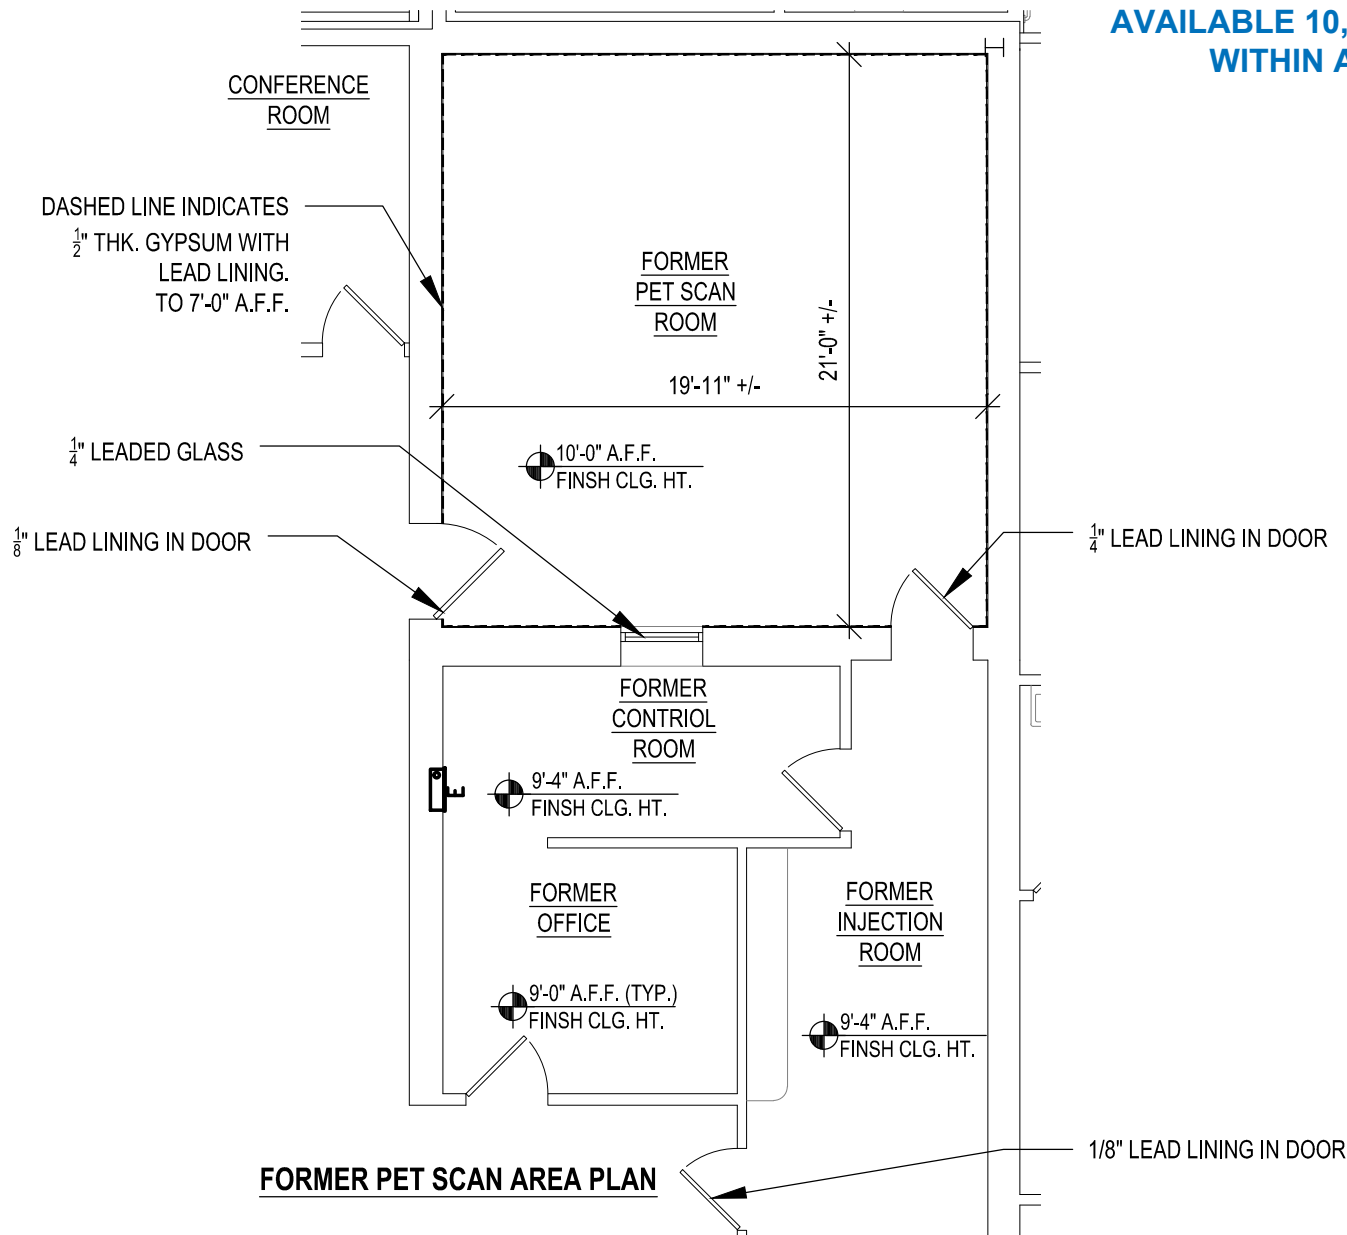 AVAILABLE 10,
WITHIN A
CONFERENCE
ROOM
DASHED LINE INDICATES
1/2" THK. GYPSUM WITH
LEAD LINING.
TO 7'-0" A.F.F.
FORMER
PET SCAN
ROOM
21'-0" +/-
19'-11" +/-
1/4" LEADED GLASS
10'-0" A.F.F.
FINSH CLG. HT.
1/8" LEAD LINING IN DOOR
1/4" LEAD LINING IN DOOR
FORMER
CONTRIOL
ROOM
9'-4" A.F.F.
FINSH CLG. HT.
FORMER
OFFICE
FORMER
INJECTION
ROOM
9'-0" A.F.F. (TYP.)
FINSH CLG. HT.
9'-4" A.F.F.
FINSH CLG. HT.
1/8" LEAD LINING IN DOOR
FORMER PET SCAN AREA PLAN